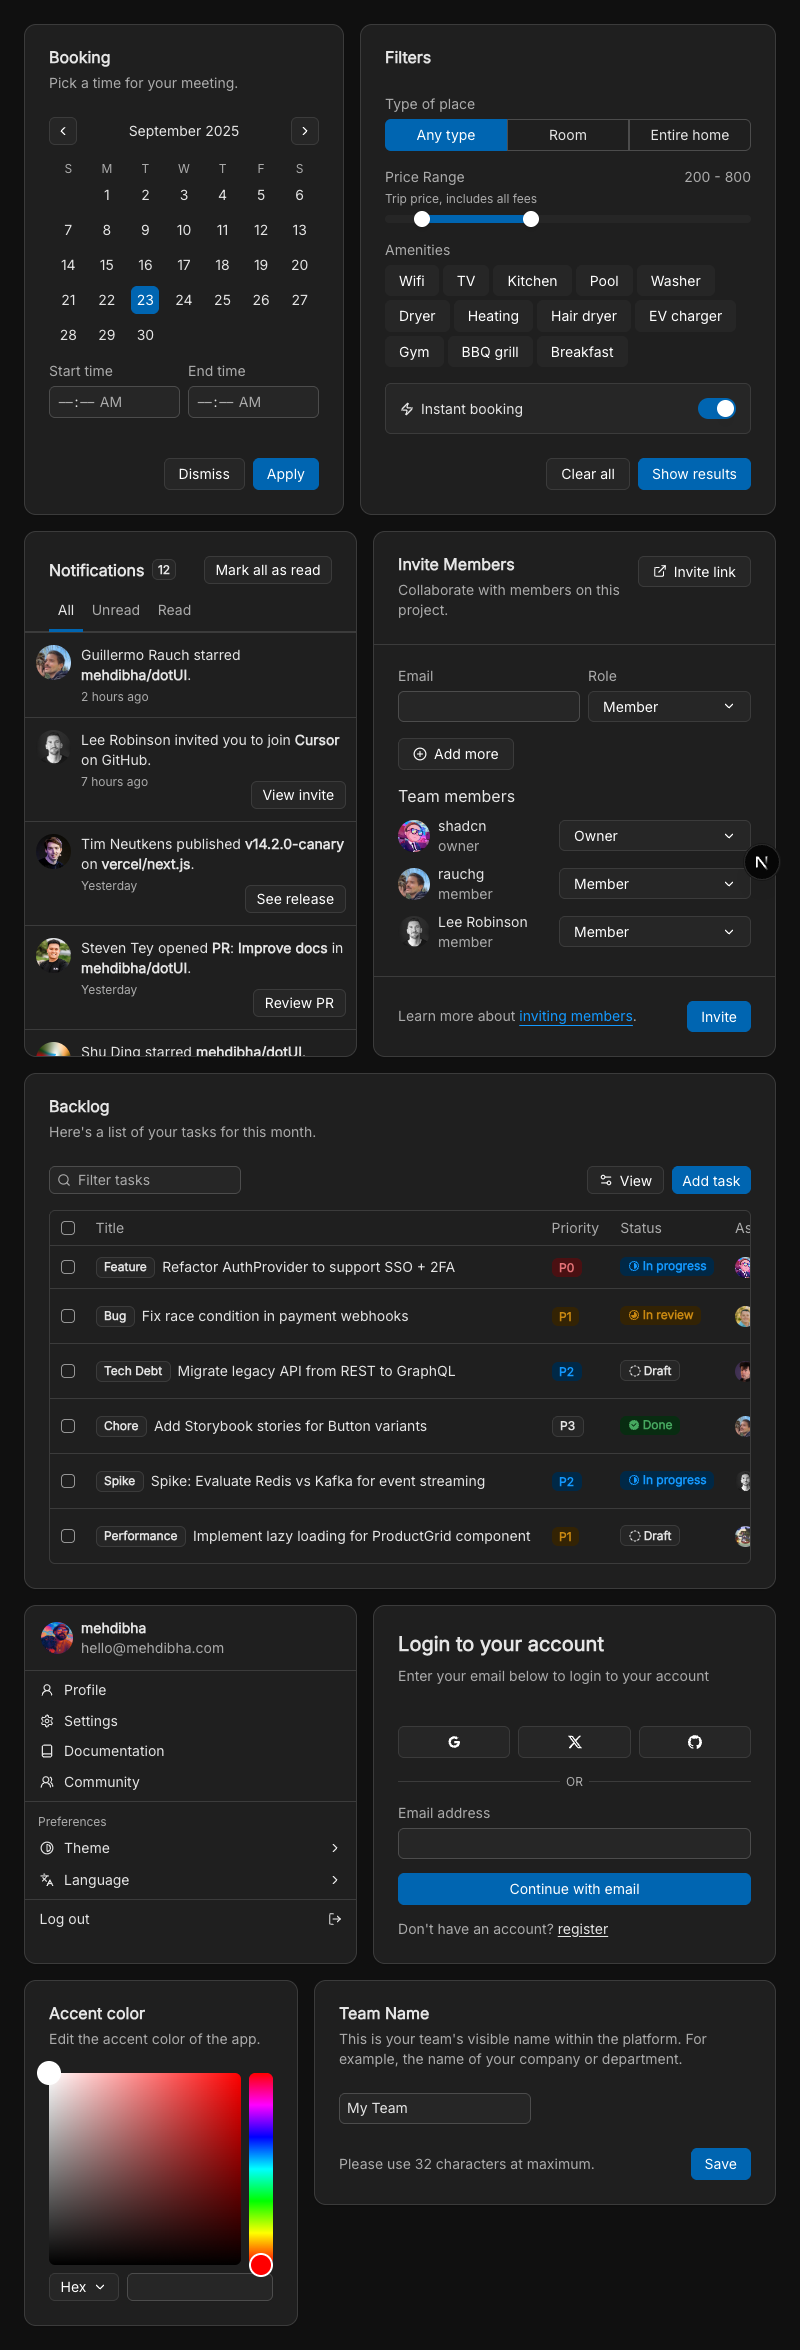 Booking
Pick a time for your meeting.
September 2025
S M T W T F S
1 2 3 4 5 6
7 8 9 10 11 12 13
14 15 16 17 18 19 20
21 22 23 24 25 26 27
28 29 30
Start time End time
––:–– AM ––:–– AM
Dismiss Apply
Filters
Type of place
Any type Room Entire home
Price Range 200 - 800
Trip price, includes all fees
Amenities
Wifi TV Kitchen Pool Washer
Dryer Heating Hair dryer EV charger
Gym BBQ grill Breakfast
Instant booking
Clear all Show results
Notifications 12 Mark all as read
All Unread Read
Guillermo Rauch starred
mehdibha/dotUI.
2 hours ago
Lee Robinson invited you to join Cursor
on GitHub.
7 hours ago
View invite
Tim Neutkens published v14.2.0-canary
on vercel/next.js.
Yesterday
See release
Steven Tey opened PR: Improve docs in
mehdibha/dotUI.
Yesterday
Review PR
Shu Ding starred mehdibha/dotUI.
Invite Members
Collaborate with members on this
project.
Invite link
Email Role
Member
Add more
Team members
shadcn
owner
Owner
rauchg
member
Member
Lee Robinson
member
Member
Learn more about inviting members.
Invite
N
Backlog
Here's a list of your tasks for this month.
Filter tasks View Add task
Title Priority Status As
Feature Refactor AuthProvider to support SSO + 2FA P0 In progress
Bug Fix race condition in payment webhooks P1 In review
Tech Debt Migrate legacy API from REST to GraphQL P2 Draft
Chore Add Storybook stories for Button variants P3 Done
Spike Spike: Evaluate Redis vs Kafka for event streaming P2 In progress
Performance Implement lazy loading for ProductGrid component P1 Draft
mehdibha
hello@mehdibha.com
Profile
Settings
Documentation
Community
Preferences
Theme
Language
Log out
Login to your account
Enter your email below to login to your account
OR
Email address
Continue with email
Don't have an account? register
Accent color
Edit the accent color of the app.
Hex
Team Name
This is your team's visible name within the platform. For
example, the name of your company or department.
My Team
Please use 32 characters at maximum.
Save